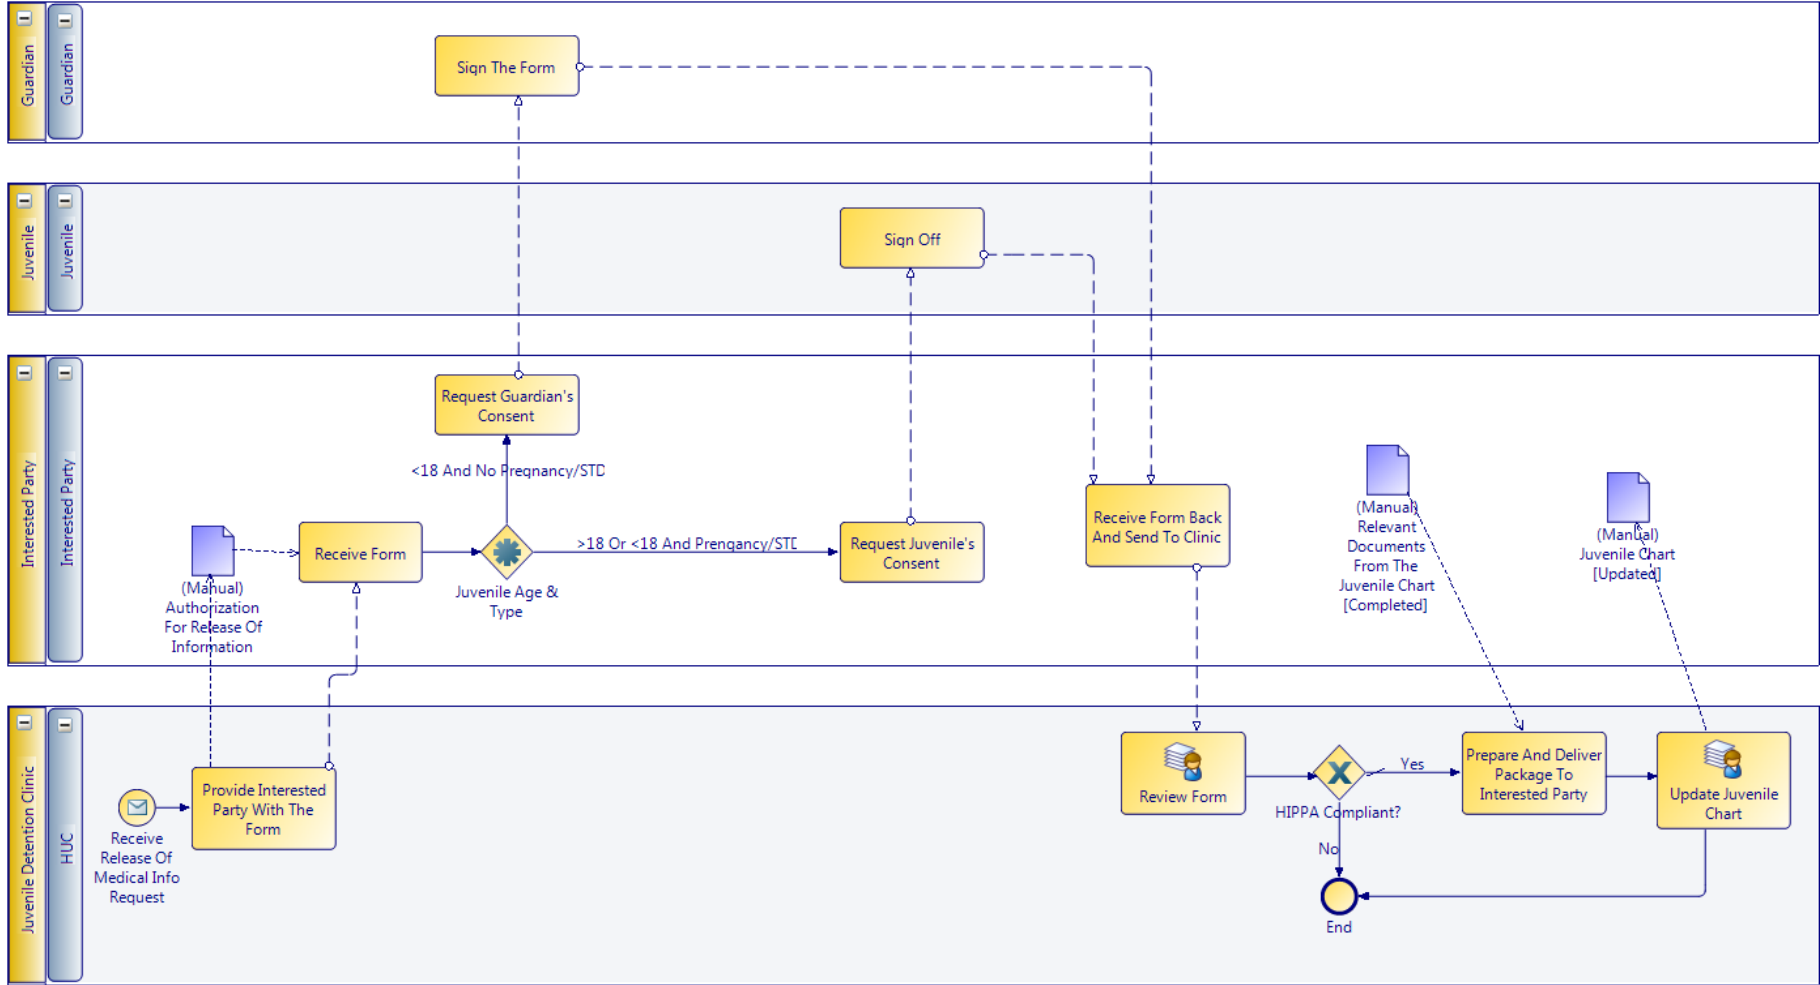 Guardian
Guardian
Sign The Form
Juvenile
Juvenile
Sign Off
Interested Party
Interested Party
Request Guardian's
Consent
<18 And No Pregnancy/STD
(Manual)
Authorization
For Release Of
Information
Receive Form
Juvenile Age &
Type
>18 Or <18 And Prengancy/STD
Request Juvenile's
Consent
Receive Form Back
And Send To Clinic
(Manual)
Relevant
Documents
From The
Juvenile Chart
[Completed]
(Manual)
Juvenile Chart
[Updated]
Juvenile Detention Clinic
HUC
Receive
Release Of
Medical Info
Request
Provide Interested
Party With The
Form
Review Form
HIPPA Compliant?
Yes
No
End
Prepare And Deliver
Package To
Interested Party
Update Juvenile
Chart